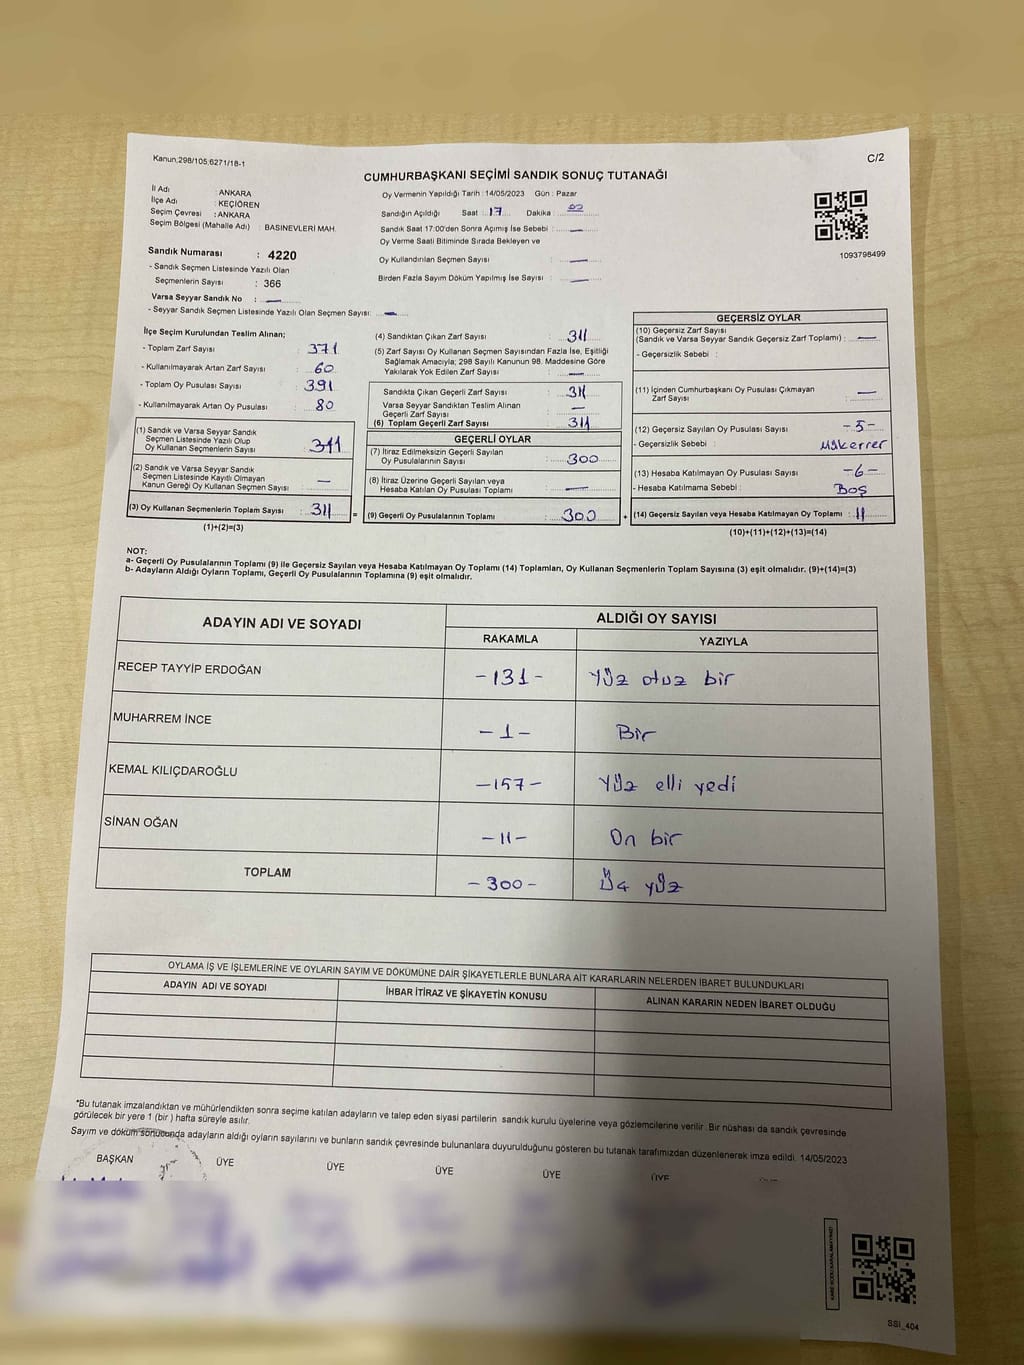 Kanun;298/105;6271/18-1
C/2
CUMHURBAŞKANI SEÇİMİ SANDIK SONUÇ TUTANAĞI
İl Adı : ANKARA
İlçe Adı : KEÇİÖREN
Seçim Çevresi : ANKARA
Seçim Bölgesi (Mahalle Adı) : BASINEVLERİ MAH.
Oy Vermenin Yapıldığı Tarih : 14/05/2023 Gün : Pazar
Sandığın Açıldığı Saat : 17 Dakika :
Sandık Saat 17:00'den Sonra Açımış İse Sebebi : —
Oy Verme Saati Bitiminde Sırada Bekleyen ve
Oy Kullandırılan Seçmen Sayısı : —
Birden Fazla Sayım Döküm Yapılmış İse Sayısı : —
1093798499
Sandık Numarası : 4220
- Sandık Seçmen Listesinde Yazılı Olan
Seçmenlerin Sayısı : 366
Varsa Seyyar Sandık No : —
- Seyyar Sandık Seçmen Listesinde Yazılı Olan Seçmen Sayısı: —
İlçe Seçim Kurulundan Teslim Alınan;
- Toplam Zarf Sayısı : 371
- Kullanılmayarak Artan Zarf Sayısı : 60
- Toplam Oy Pusulası Sayısı : 391
- Kullanılmayarak Artan Oy Pusulası : 80
(1) Sandık ve Varsa Seyyar Sandık
Seçmen Listesinde Yazılı Olup
Oy Kullanan Seçmenlerin Sayısı : 311
(2) Sandık ve Varsa Seyyar Sandık
Seçmen Listesinde Kayıtlı Olmayan
Kanun Gereği Oy Kullanan Seçmen Sayısı : —
(3) Oy Kullanan Seçmenlerin Toplam Sayısı : 311 =
(1)+(2)=(3)
(4) Sandıktan Çıkan Zarf Sayısı : 311
(5) Zarf Sayısı Oy Kullanan Seçmen Sayısından Fazla İse, Eşitliği
Sağlamak Amacıyla; 298 Sayılı Kanunun 98. Maddesine Göre
Yakılarak Yok Edilen Zarf Sayısı : —
Sandıkta Çıkan Geçerli Zarf Sayısı : 311
Varsa Seyyar Sandıktan Teslim Alınan
Geçerli Zarf Sayısı : —
(6) Toplam Geçerli Zarf Sayısı : 311
GEÇERLİ OYLAR
(7) İtiraz Edilmeksizin Geçerli Sayılan
Oy Pusulalarının Sayısı : 300
(8) İtiraz Üzerine Geçerli Sayılan veya
Hesaba Katılan Oy Pusulası Toplamı : —
(9) Geçerli Oy Pusulalarının Toplamı : 300 +
GEÇERSİZ OYLAR
(10) Geçersiz Zarf Sayısı
(Sandık ve Varsa Seyyar Sandık Geçersiz Zarf Toplamı) : —
- Geçersizlik Sebebi :
(11) İçinden Cumhurbaşkanı Oy Pusulası Çıkmayan
Zarf Sayısı : —
(12) Geçersiz Sayılan Oy Pusulası Sayısı : -5-
- Geçersizlik Sebebi : Mükerrer
(13) Hesaba Katılmayan Oy Pusulası Sayısı : -6-
- Hesaba Katılmama Sebebi : Boş
(14) Geçersiz Sayılan veya Hesaba Katılmayan Oy Toplamı : 11
(10)+(11)+(12)+(13)=(14)
NOT:
a- Geçerli Oy Pusulalarının Toplamı (9) ile Geçersiz Sayılan veya Hesaba Katılmayan Oy Toplamı (14) Toplamları, Oy Kullanan Seçmenlerin Toplam Sayısına (3) eşit olmalıdır. (9)+(14)=(3)
b- Adayların Aldığı Oyların Toplamı, Geçerli Oy Pusulalarının Toplamına (9) eşit olmalıdır.
ADAYIN ADI VE SOYADI ALDIĞI OY SAYISI
RAKAMLA YAZIYLA
RECEP TAYYİP ERDOĞAN -131- Yüz otuz bir
MUHARREM İNCE -1- Bir
KEMAL KILIÇDAROĞLU -157- Yüz elli yedi
SİNAN OĞAN -11- On bir
TOPLAM -300- Üç yüz
OYLAMA İŞ VE İŞLEMLERİNE VE OYLARIN SAYIM VE DÖKÜMÜNE DAİR ŞİKAYETLERLE BUNLARA AİT KARARLARIN NELERDEN İBARET BULUNDUKLARI
ADAYIN ADI VE SOYADI İHBAR İTİRAZ VE ŞİKAYETİN KONUSU ALINAN KARARIN NEDEN İBARET OLDUĞU
*Bu tutanak imzalandıktan ve mühürlendikten sonra seçime katılan adayların ve talep eden siyasi partilerin sandık kurulu üyelerine veya gözlemcilerine verilir. Bir nüshası da sandık çevresinde
görülecek bir yere 1 (bir) hafta süreyle asılır.
Sayım ve döküm sonucunda adayların aldığı oyların sayılarını ve bunların sandık çevresinde bulunanlara duyurulduğunu gösteren bu tutanak tarafımızdan düzenlenerek imza edildi. 14/05/2023
BAŞKAN ÜYE ÜYE ÜYE ÜYE ÜYE
SSI_404